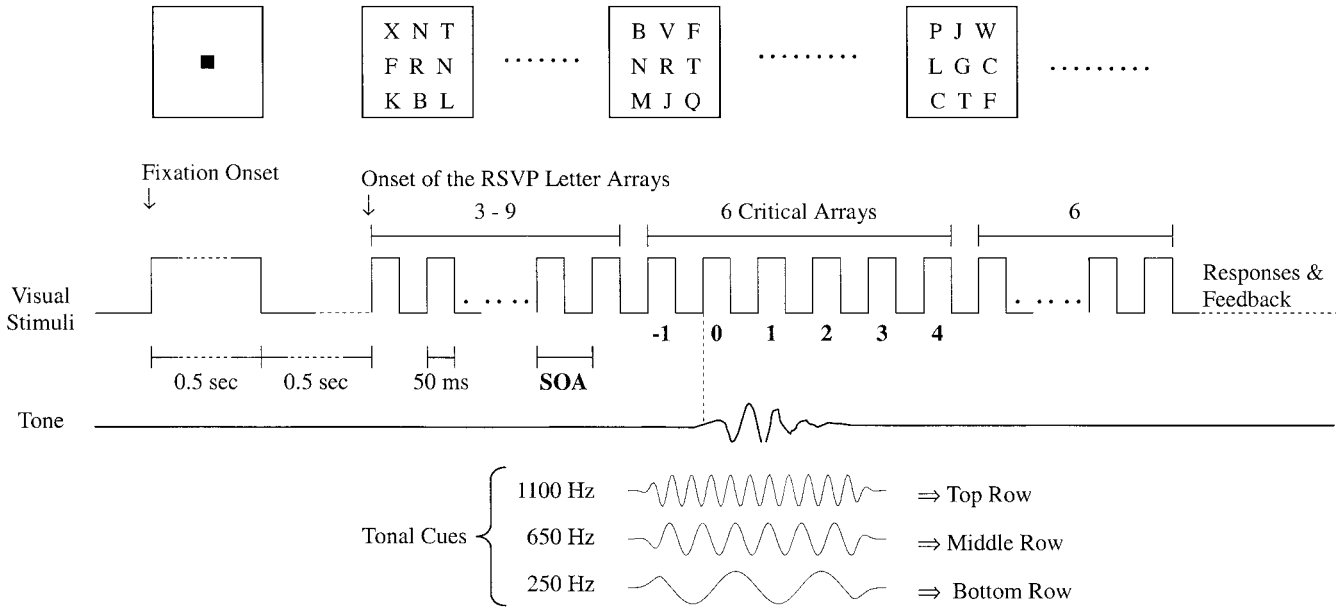 X N T
F R N
K B L
B V F
N R T
M J Q
P J W
L G C
C T F
Fixation Onset
Onset of the RSVP Letter Arrays
3 - 9
6 Critical Arrays
6
Visual
Stimuli
Responses &
Feedback
-1 0 1 2 3 4
0.5 sec 0.5 sec 50 ms SOA
Tone
Tonal Cues
1100 Hz ⇒ Top Row
650 Hz ⇒ Middle Row
250 Hz ⇒ Bottom Row